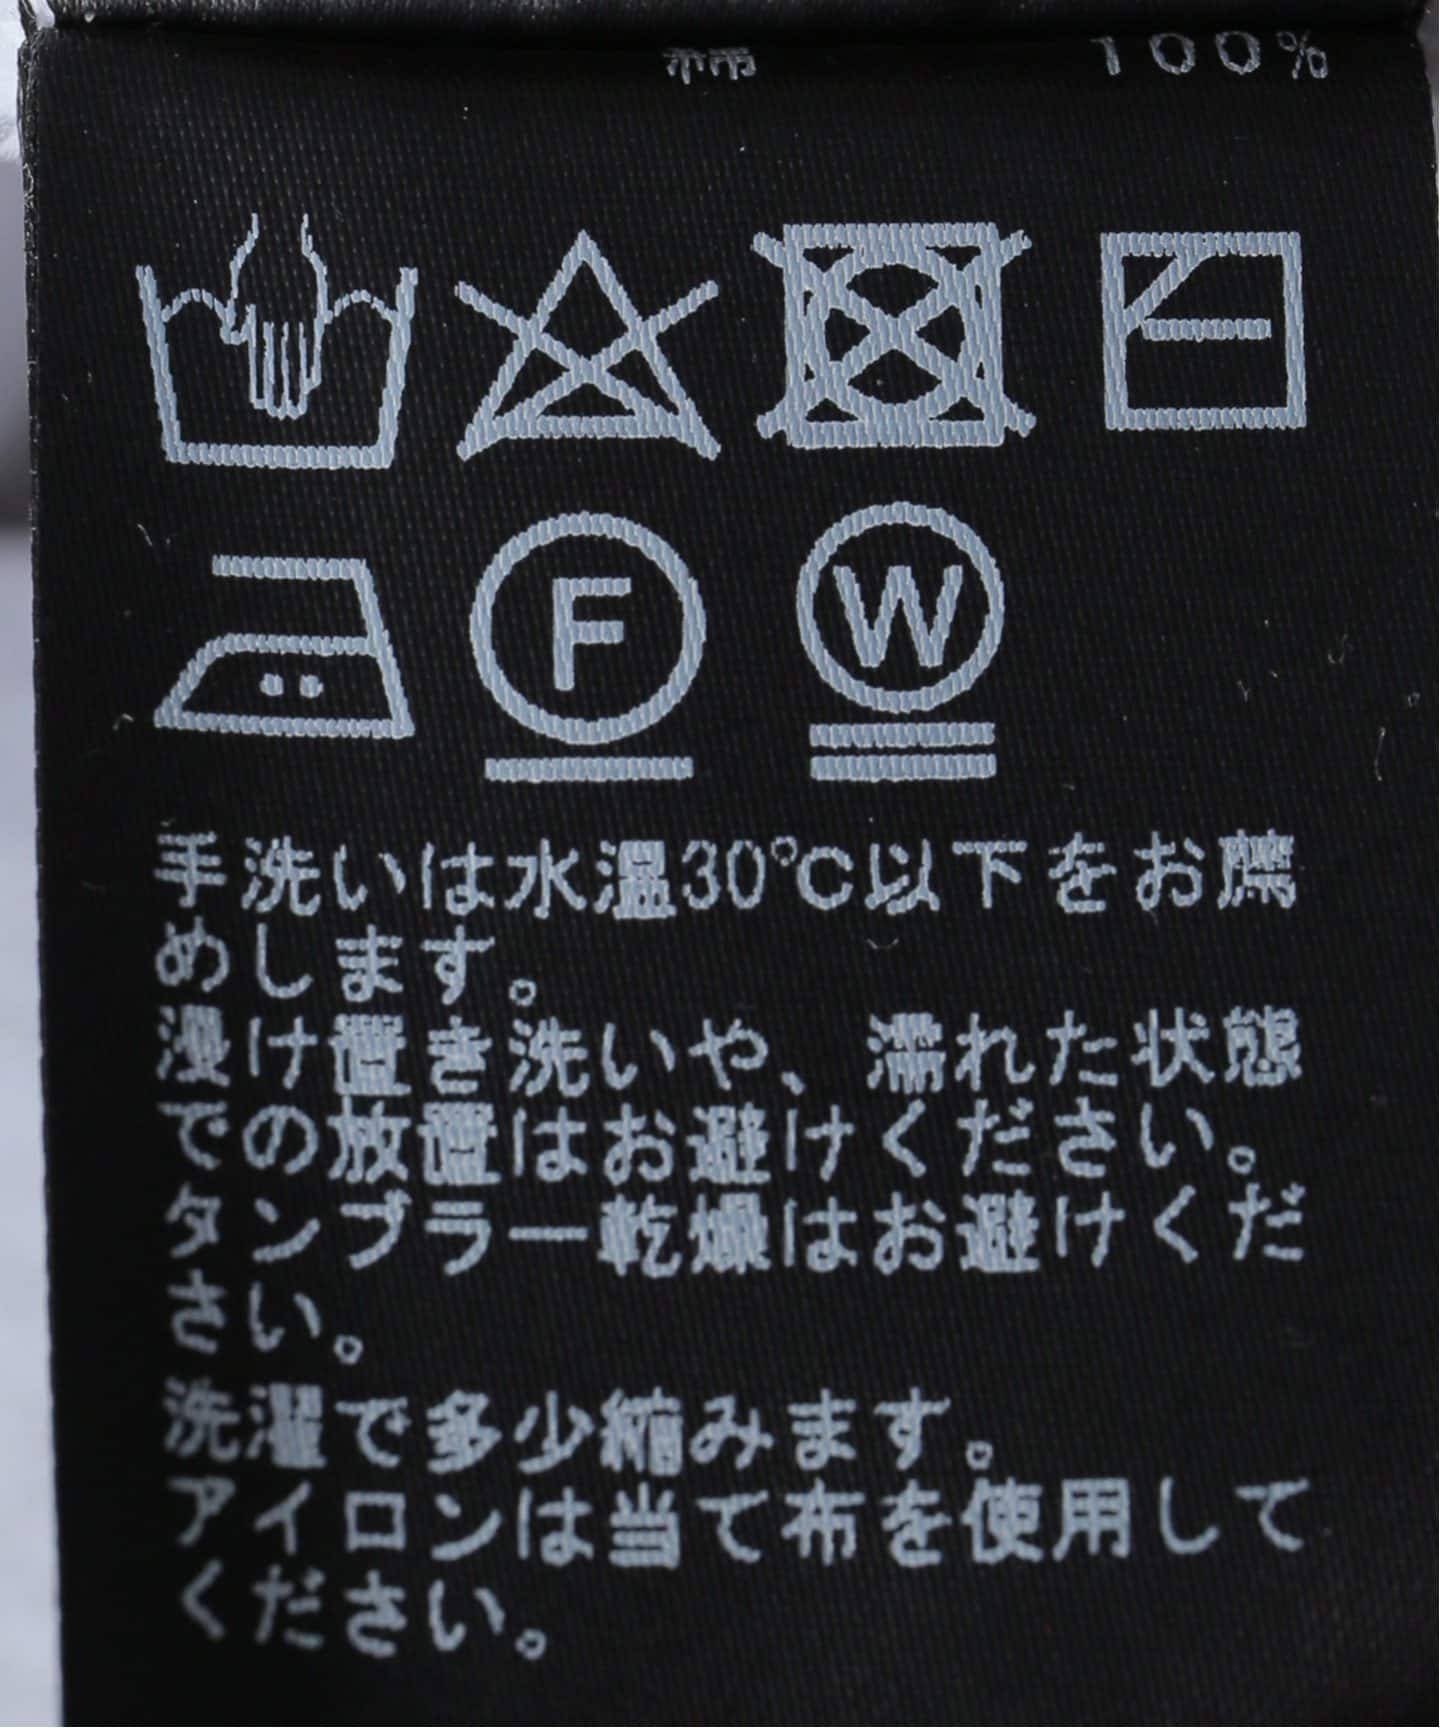 綿 100%
F W
手洗いは水温30℃以下をお薦
めします。
浸け置き洗いや、濡れた状態
での放置はお避けください。
タンブラー乾燥はお避けくだ
さい。
洗濯で多少縮みます。
アイロンは当て布を使用して
ください。